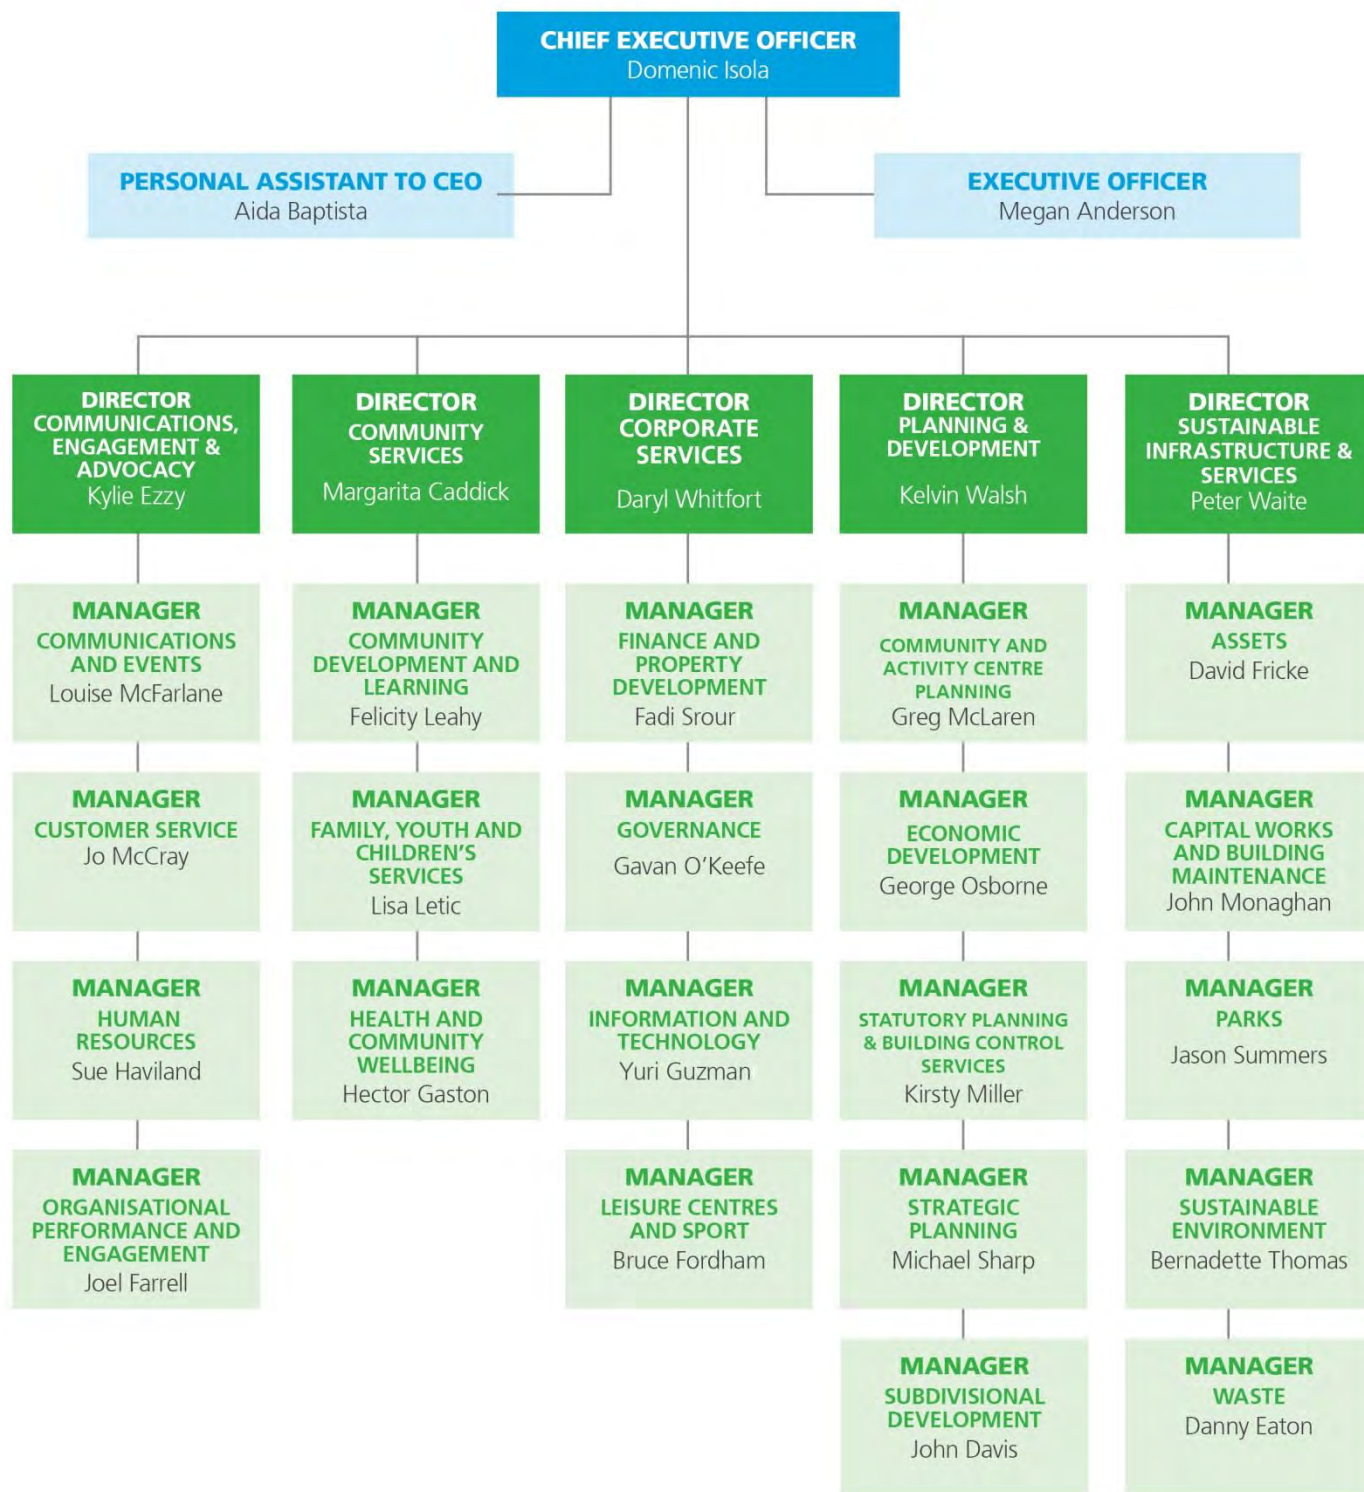 CHIEF EXECUTIVE OFFICER
Domenic Isola
PERSONAL ASSISTANT TO CEO
Aida Baptista
EXECUTIVE OFFICER
Megan Anderson
DIRECTOR
COMMUNICATIONS,
ENGAGEMENT &
ADVOCACY
Kylie Ezzy
DIRECTOR
COMMUNITY
SERVICES
Margarita Caddick
DIRECTOR
CORPORATE
SERVICES
Daryl Whitfort
DIRECTOR
PLANNING &
DEVELOPMENT
Kelvin Walsh
DIRECTOR
SUSTAINABLE
INFRASTRUCTURE &
SERVICES
Peter Waite
MANAGER
COMMUNICATIONS
AND EVENTS
Louise McFarlane
MANAGER
COMMUNITY
DEVELOPMENT AND
LEARNING
Felicity Leahy
MANAGER
FINANCE AND
PROPERTY
DEVELOPMENT
Fadi Srour
MANAGER
COMMUNITY AND
ACTIVITY CENTRE
PLANNING
Greg McLaren
MANAGER
ASSETS
David Fricke
MANAGER
CUSTOMER SERVICE
Jo McCray
MANAGER
FAMILY, YOUTH AND
CHILDREN'S
SERVICES
Lisa Letic
MANAGER
GOVERNANCE
Gavan O'Keefe
MANAGER
ECONOMIC
DEVELOPMENT
George Osborne
MANAGER
CAPITAL WORKS
AND BUILDING
MAINTENANCE
John Monaghan
MANAGER
HUMAN
RESOURCES
Sue Haviland
MANAGER
HEALTH AND
COMMUNITY
WELLBEING
Hector Gaston
MANAGER
INFORMATION AND
TECHNOLOGY
Yuri Guzman
MANAGER
STATUTORY PLANNING
& BUILDING CONTROL
SERVICES
Kirsty Miller
MANAGER
PARKS
Jason Summers
MANAGER
ORGANISATIONAL
PERFORMANCE AND
ENGAGEMENT
Joel Farrell
MANAGER
LEISURE CENTRES
AND SPORT
Bruce Fordham
MANAGER
STRATEGIC
PLANNING
Michael Sharp
MANAGER
SUSTAINABLE
ENVIRONMENT
Bernadette Thomas
MANAGER
SUBDIVISIONAL
DEVELOPMENT
John Davis
MANAGER
WASTE
Danny Eaton